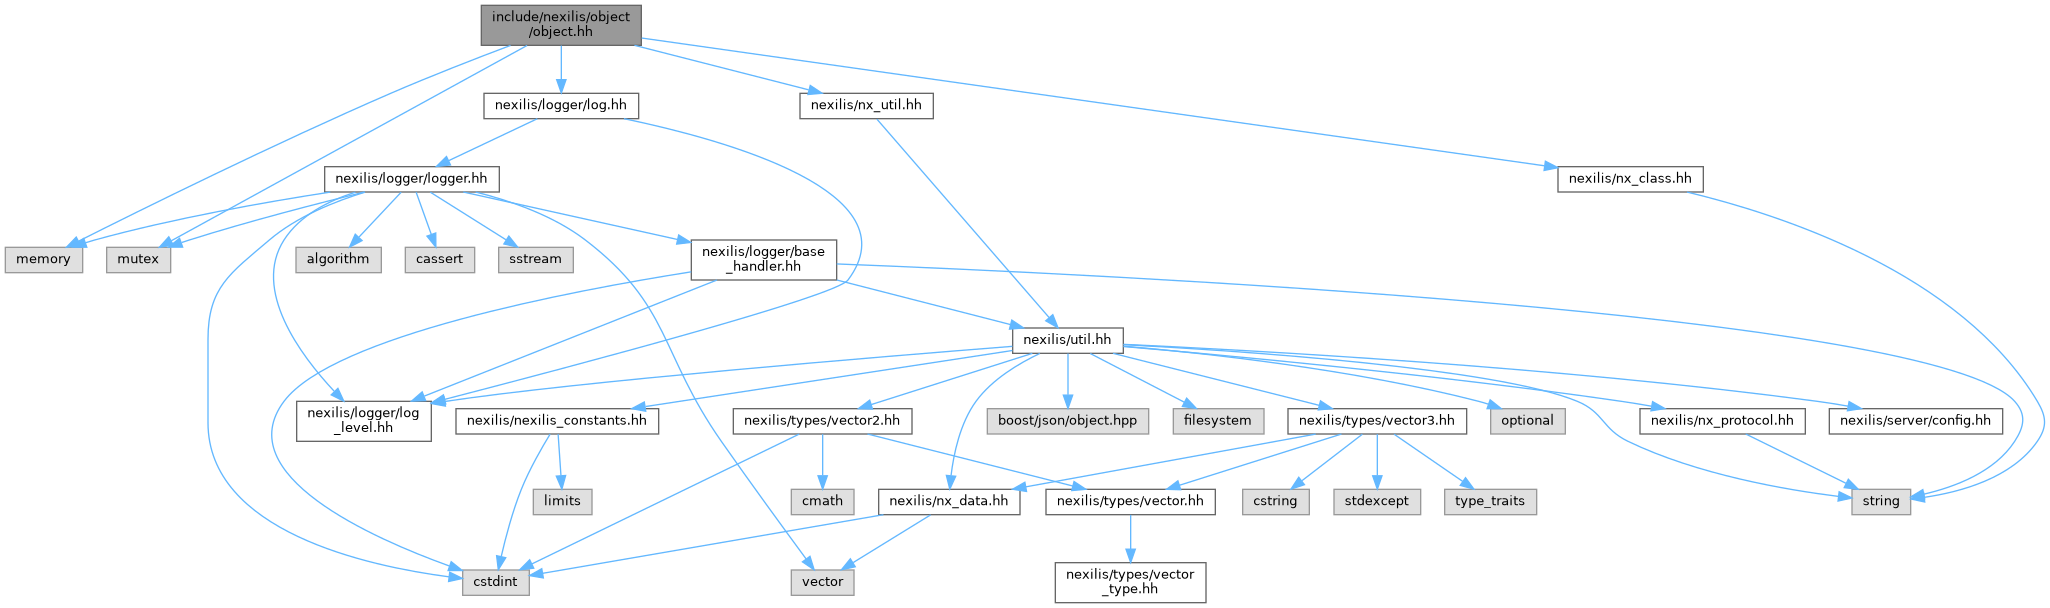 include/nexilis/object
/object.hh
nexilis/logger/log.hh
nexilis/nx_util.hh
nexilis/logger/logger.hh
nexilis/nx_class.hh
memory
mutex
algorithm
cassert
sstream
nexilis/logger/base
_handler.hh
nexilis/util.hh
nexilis/logger/log
_level.hh
nexilis/nexilis_constants.hh
nexilis/types/vector2.hh
boost/json/object.hpp
filesystem
nexilis/types/vector3.hh
optional
nexilis/nx_protocol.hh
nexilis/server/config.hh
limits
cmath
nexilis/nx_data.hh
nexilis/types/vector.hh
cstring
stdexcept
type_traits
string
cstdint
vector
nexilis/types/vector
_type.hh